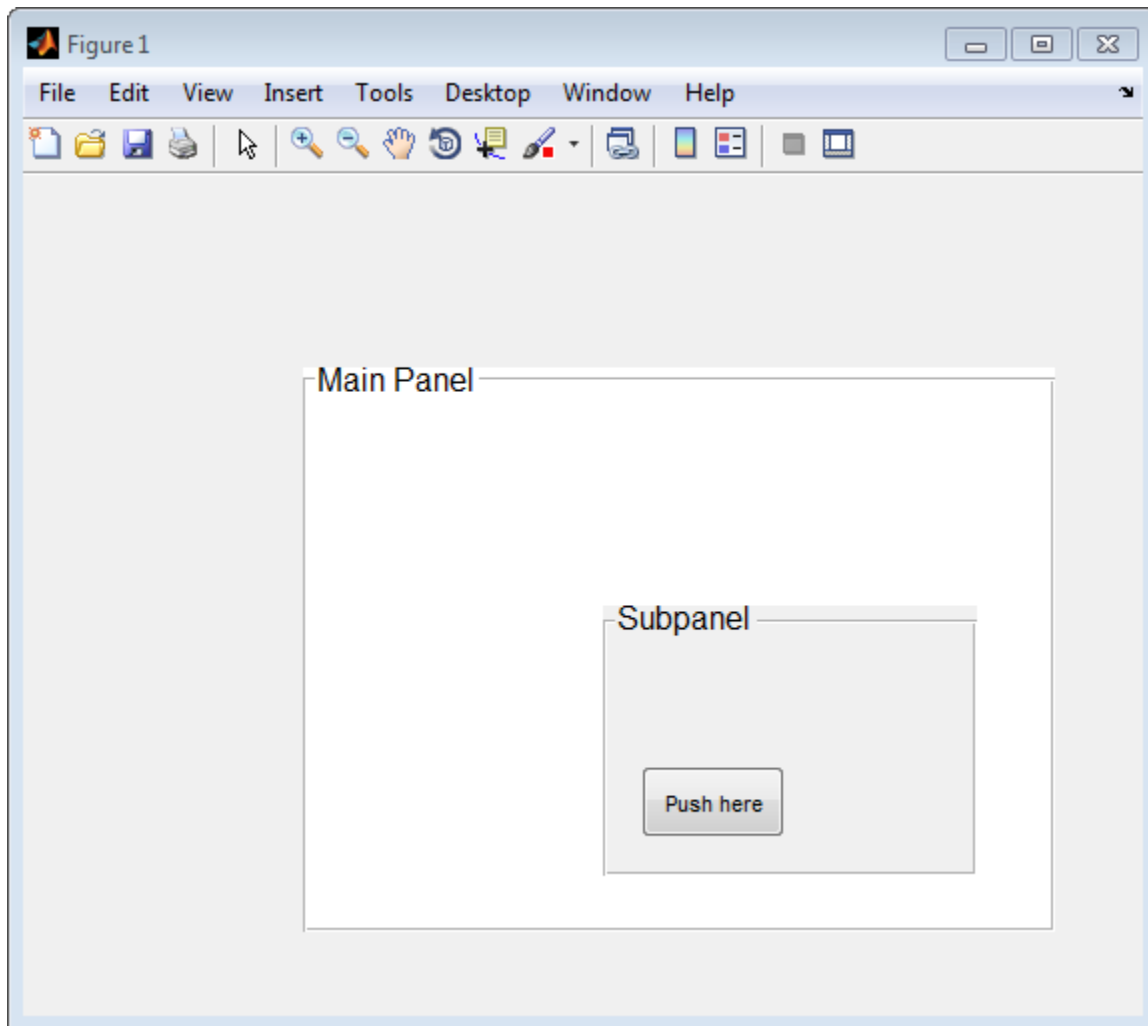 Figure 1
File Edit View Insert Tools Desktop Window Help
Main Panel
Subpanel
Push here